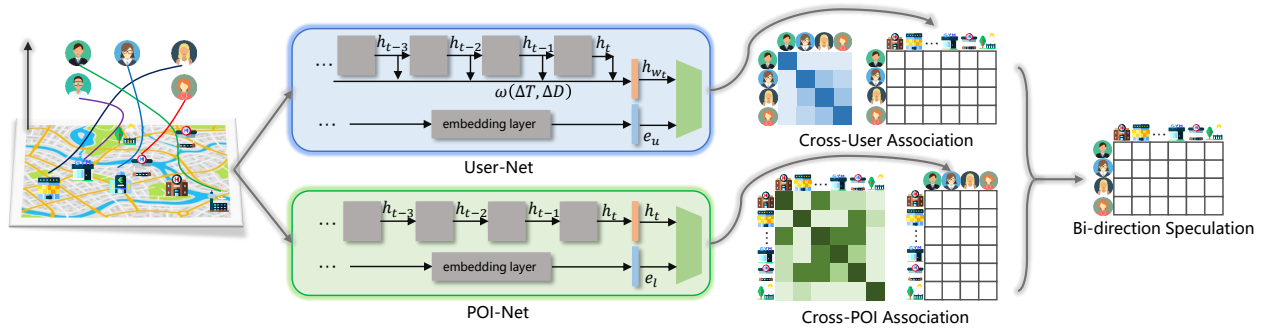 h_{t-3} h_{t-2} h_{t-1} h_t
... h_{w_t}
ω(ΔT, ΔD)
... embedding layer e_u
User-Net
h_{t-3} h_{t-2} h_{t-1} h_t h_t
...
... embedding layer e_l
POI-Net
GYM
...
Cross-User Association
...
Cross-POI Association
GYM
...
Bi-direction Speculation